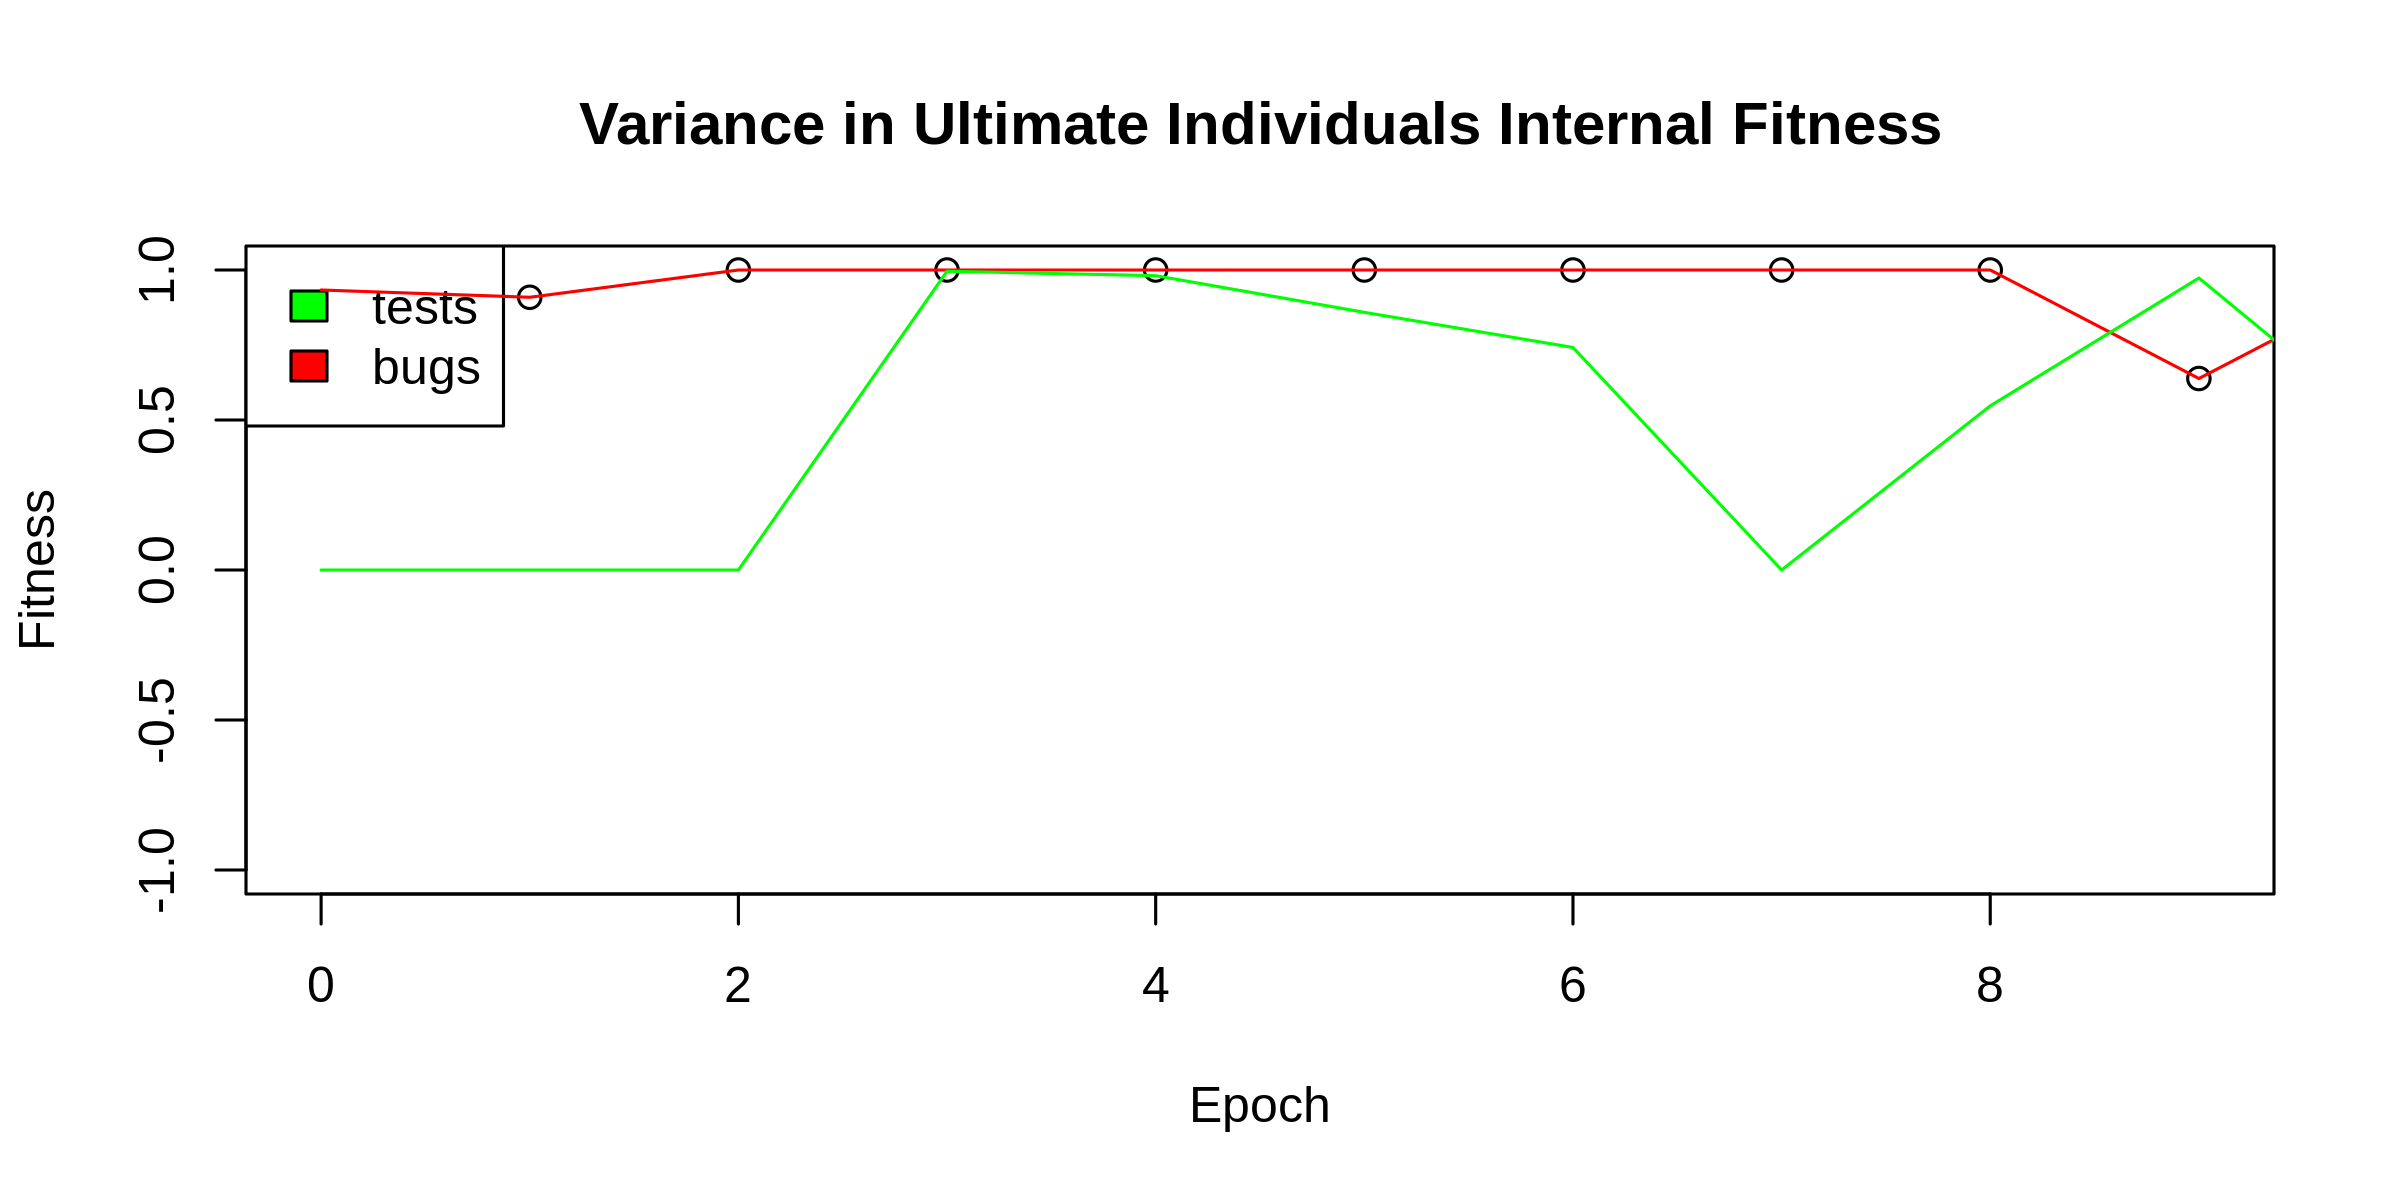 Variance in Ultimate Individuals Internal Fitness
tests
bugs
1.0
0.5
0.0
-0.5
-1.0
Fitness
0 2 4 6 8
Epoch